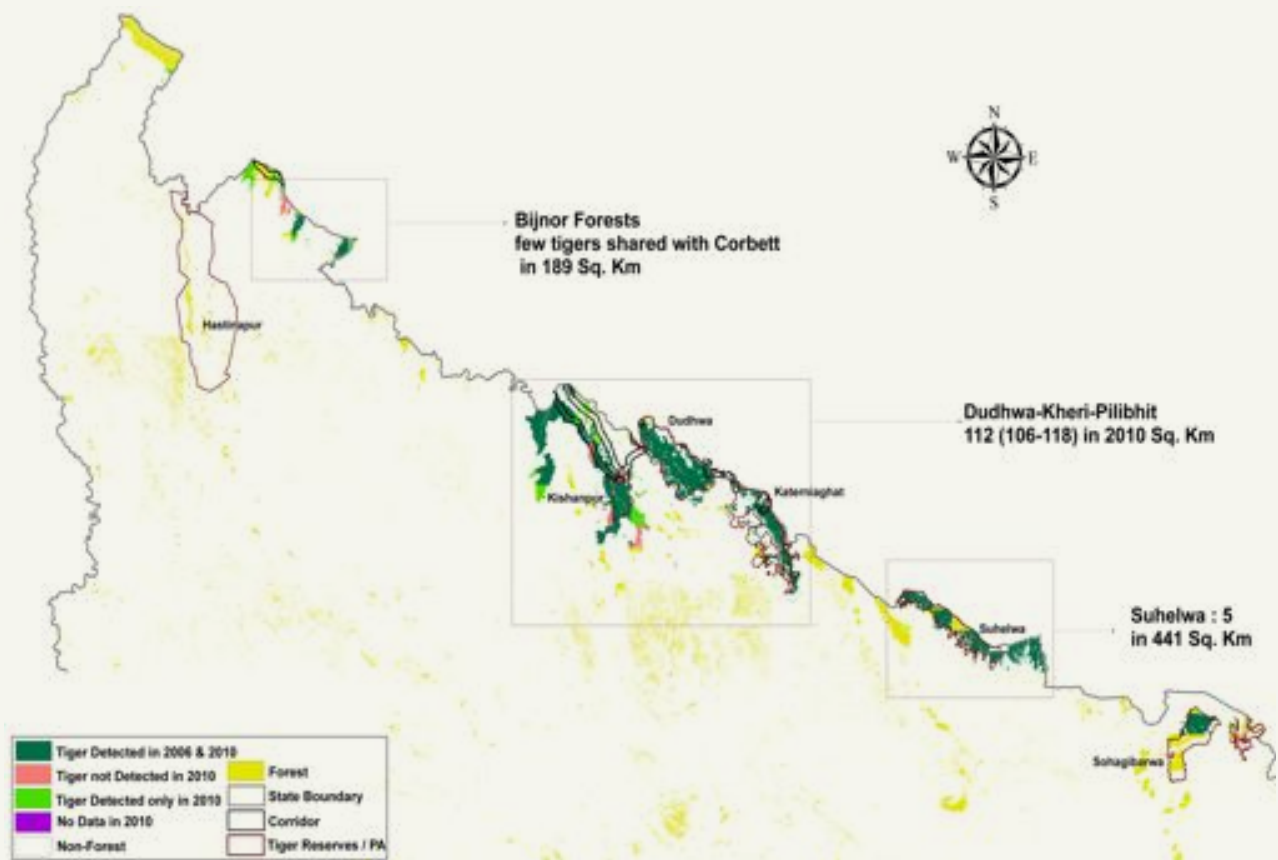 N
W E
S
Bijnor Forests
few tigers shared with Corbett
in 189 Sq. Km
Hastinapur
Dudhwa-Kheri-Pilibhit
112 (106-118) in 2010 Sq. Km
Dudhwa
Kishanpur
Katerniaghat
Suhelwa : 5
in 441 Sq. Km
Suhelwa
Sohagibarwa
Tiger Detected in 2006 & 2010
Tiger not Detected in 2010
Tiger Detected only in 2010
No Data in 2010
Non-Forest
Forest
State Boundary
Corridor
Tiger Reserves / PA